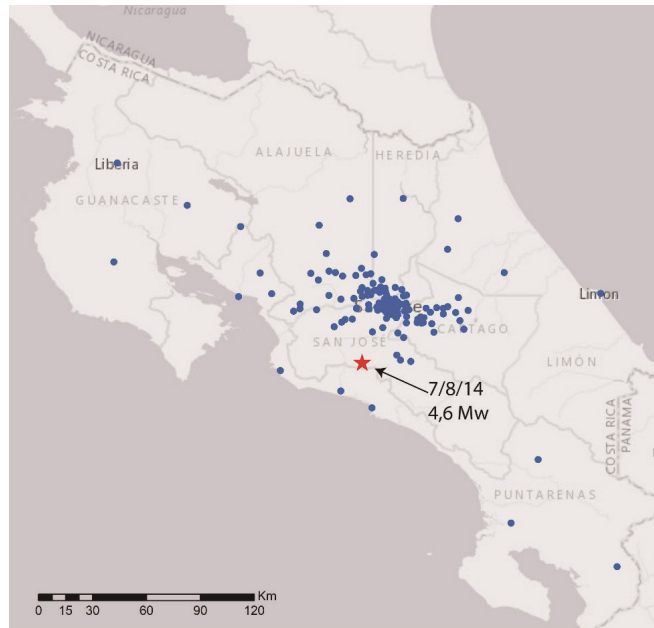 Nicaragua
NICARAGUA
COSTA RICA
ALAJUELA
HEREDIA
Liberia
GUANACASTE
Limon
CARTAGO
SAN JOSÉ
7/8/14
4,6 Mw
LIMÓN
COSTA RICA
PANAMA
PUNTARENAS
Km
0 15 30 60 90 120